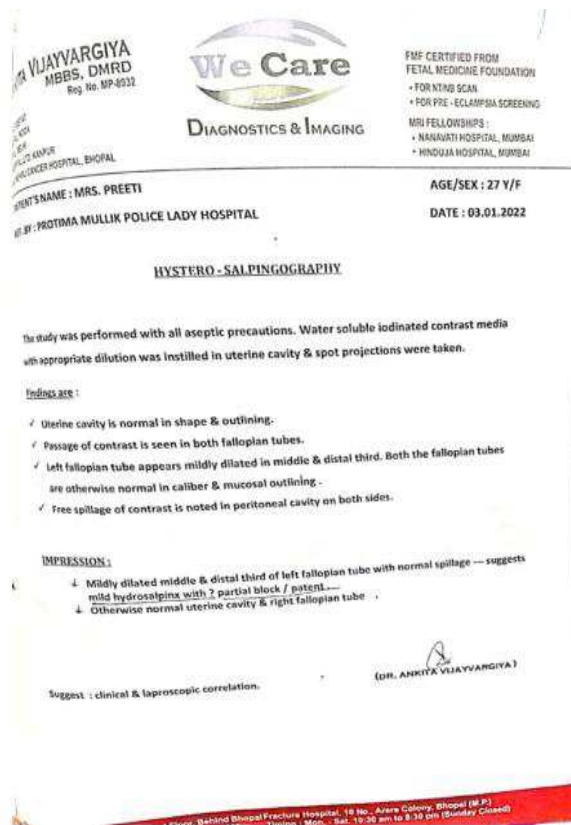 VIJAYVARGIYA
MBBS, DMRD
Reg. No. MP-8932
KANPUR
CANCER HOSPITAL, BHOPAL
We Care
DIAGNOSTICS & IMAGING
FMF CERTIFIED FROM
FETAL MEDICINE FOUNDATION
• FOR NT/NB SCAN
• FOR PRE - ECLAMPSIA SCREENING
MRI FELLOWSHIPS :
• NANAVATI HOSPITAL, MUMBAI
• HINDUJA HOSPITAL, MUMBAI
NAME : MRS. PREETI
AGE/SEX : 27 Y/F
BY : PROTIMA MULLIK POLICE LADY HOSPITAL
DATE : 03.01.2022
HYSTERO - SALPINGOGRAPHY
The study was performed with all aseptic precautions. Water soluble iodinated contrast media
with appropriate dilution was instilled in uterine cavity & spot projections were taken.
Findings are :
✓ Uterine cavity is normal in shape & outlining.
✓ Passage of contrast is seen in both fallopian tubes.
✓ Left fallopian tube appears mildly dilated in middle & distal third. Both the fallopian tubes
are otherwise normal in caliber & mucosal outlining .
✓ Free spillage of contrast is noted in peritoneal cavity on both sides.
IMPRESSION :
↓ Mildly dilated middle & distal third of left fallopian tube with normal spillage --- suggests
mild hydrosalpinx with ? partial block / patent....
↓ Otherwise normal uterine cavity & right fallopian tube .
(DR. ANKITA VIJAYVARGIYA)
Suggest : clinical & laproscopic correlation.
Floor, Behind Bhopal Fracture Hospital, 10 No., Arera Colony, Bhopal (M.P.)
Timing : Mon. - Sat. 10:30 am to 8:30 pm (Sunday Closed)